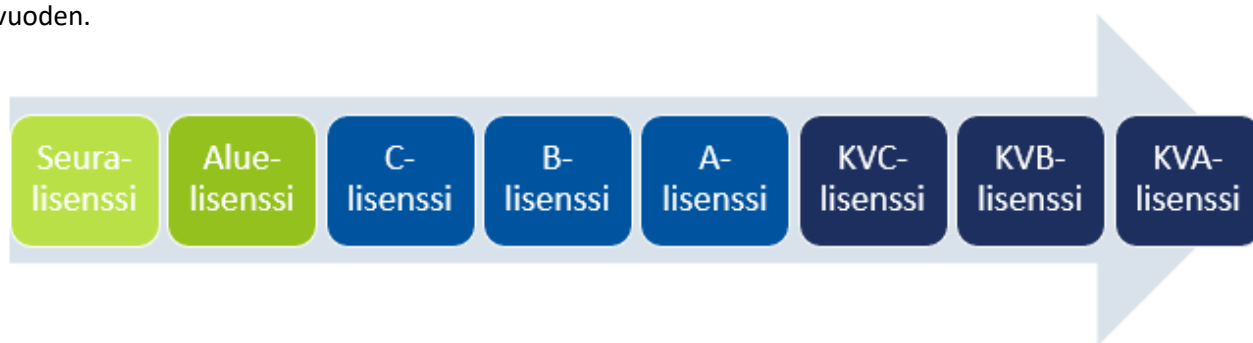 vuoden.
Seura-
lisenssi
Alue-
lisenssi
C-
lisenssi
B-
lisenssi
A-
lisenssi
KVC-
lisenssi
KVB-
lisenssi
KVA-
lisenssi